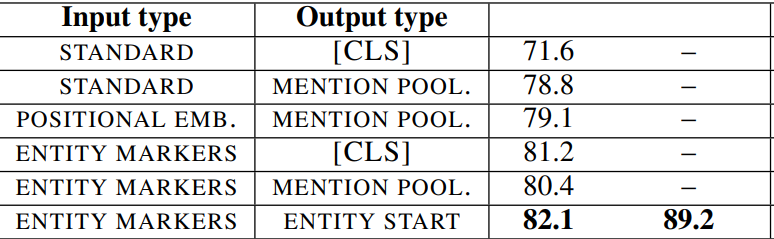 Input type Output type
STANDARD [CLS] 71.6 –
STANDARD MENTION POOL. 78.8 –
POSITIONAL EMB. MENTION POOL. 79.1 –
ENTITY MARKERS [CLS] 81.2 –
ENTITY MARKERS MENTION POOL. 80.4 –
ENTITY MARKERS ENTITY START 82.1 89.2